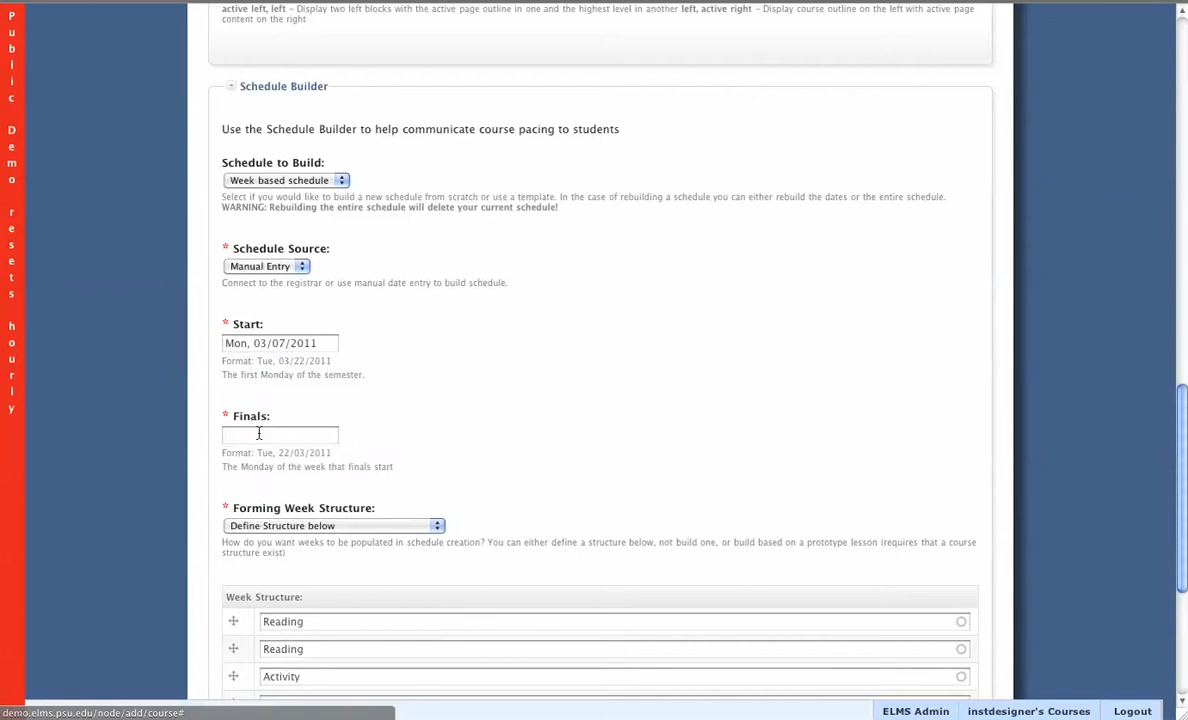 Public Demo resets hourly
active left, left - Display two left blocks with the active page outline in one and the highest level in another left, active right - Display course outline on the left with active page
content on the right
Schedule Builder
Use the Schedule Builder to help communicate course pacing to students
Schedule to Build:
Week based schedule
Select if you would like to build a new schedule from scratch or use a template. In the case of rebuilding a schedule you can either rebuild the dates or the entire schedule.
WARNING: Rebuilding the entire schedule will delete your current schedule!
* Schedule Source:
Manual Entry
Connect to the registrar or use manual date entry to build schedule.
* Start:
Mon, 03/07/2011
Format: Tue, 03/22/2011
The first Monday of the semester.
* Finals:
Format: Tue, 22/03/2011
The Monday of the week that finals start
* Forming Week Structure:
Define Structure below
How do you want weeks to be populated in schedule creation? You can either define a structure below, not build one, or build based on a prototype lesson (requires that a course
structure exist)
Week Structure:
Reading
Reading
Activity
demo.elms.psu.edu/node/add/course#
ELMS Admin instdesigner's Courses Logout